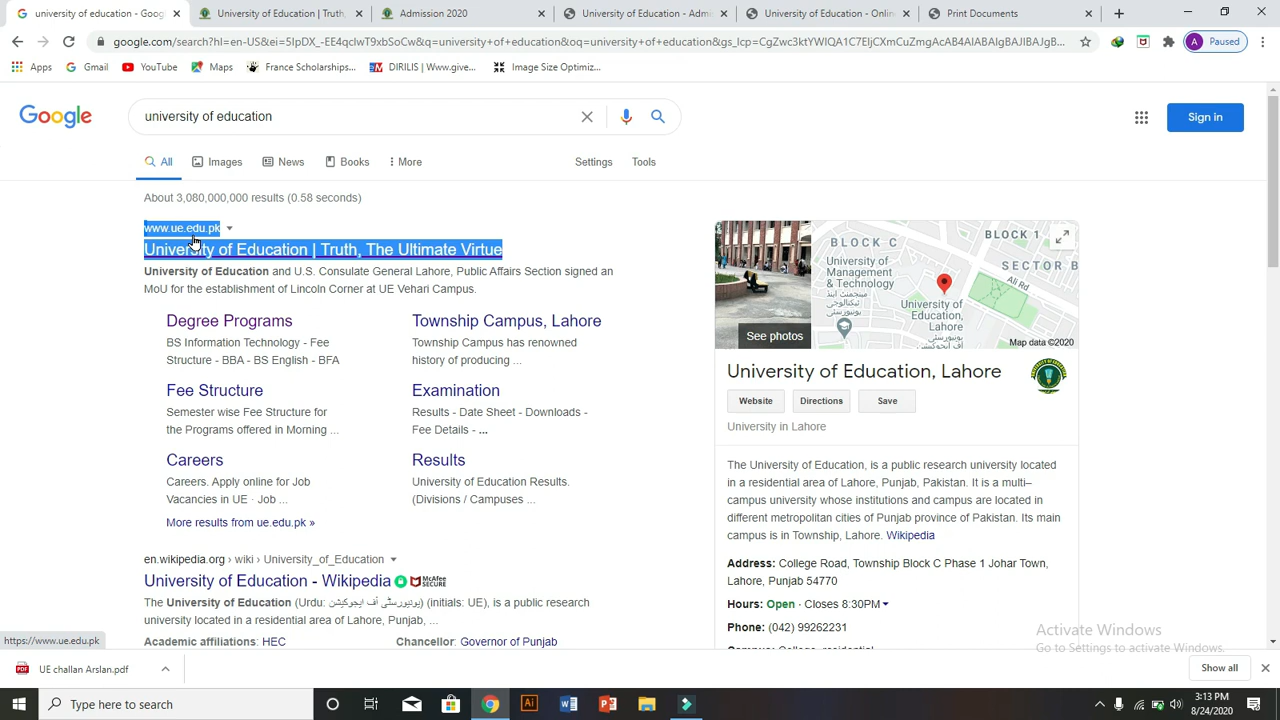 university of education - Goog
University of Education | Truth, T
Admission 2020
University of Education - Admis
University of Education - Online
Print Documents
google.com/search?hl=en-US&ei=5IpDX_-EE4qclwT9xbSoCw&q=university+of+education&oq=university+of+education&gs_lcp=CgZwc3ktYWIQA1C7EljCXmCuZmgAcAB4AIABAIgBAJIBAJgB...
A Paused
Apps
Gmail
YouTube
Maps
France Scholarships...
DIRILIS | Www.give...
Image Size Optimiz...
Google
university of education
Sign in
All
Images
News
Books
More
Settings
Tools
About 3,080,000,000 results (0.58 seconds)
www.ue.edu.pk
University of Education | Truth, The Ultimate Virtue
University of Education and U.S. Consulate General Lahore, Public Affairs Section signed an
MoU for the establishment of Lincoln Corner at UE Vehari Campus.
Degree Programs
BS Information Technology - Fee
Structure - BBA - BS English - BFA
Township Campus, Lahore
Township Campus has renowned
history of producing ...
Fee Structure
Semester wise Fee Structure for
the Programs offered in Morning ...
Examination
Results - Date Sheet - Downloads -
Fee Details - ...
Careers
Careers. Apply online for Job
Vacancies in UE · Job ...
Results
University of Education Results.
(Divisions / Campuses ...
More results from ue.edu.pk »
en.wikipedia.org › wiki › University_of_Education
University of Education - Wikipedia
McAfee
SECURE
The University of Education (Urdu: یونیورسٹی آف ایجوکیشن) (initials: UE), is a public research
university located in a residential area of Lahore, Punjab, ...
Academic affiliations: HEC
Chancellor: Governor of Punjab
BLOCK C
BLOCK 1
SECTOR B
University of
Management
& Technology
Ali Rd
University of
Education,
Lahore
See photos
Map data ©2020
University of Education, Lahore
Website
Directions
Save
University in Lahore
The University of Education, is a public research university located
in a residential area of Lahore, Punjab, Pakistan. It is a multi–
campus university whose institutions and campus are located in
different metropolitan cities of Punjab province of Pakistan. Its main
campus is in Township, Lahore. Wikipedia
Address: College Road, Township Block C Phase 1 Johar Town,
Lahore, Punjab 54770
Hours: Open · Closes 8:30PM
Phone: (042) 99262231
Activate Windows
Go to Settings to activate Windows.
https://www.ue.edu.pk
UE challan Arslan.pdf
Show all
Type here to search
3:13 PM
8/24/2020